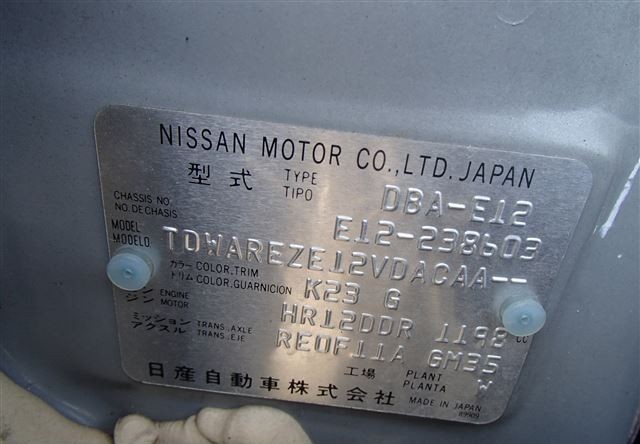 NISSAN MOTOR CO.,LTD. JAPAN
型式 TYPE TIPO DBA-E12
CHASSIS NO. NO. DE CHASIS E12-238603
MODEL MODELO TDWAREZE12VDACAA--
カラー COLOR, TRIM
トリム COLOR, GUARNICION K23 G
ジン ENGINE MOTOR HR12DDR 1198 CC
ミッション TRANS., AXLE
アクスル TRANS., EJE RE0F11A GM35
工場 PLANT PLANTA W
日産自動車株式会社 MADE IN JAPAN